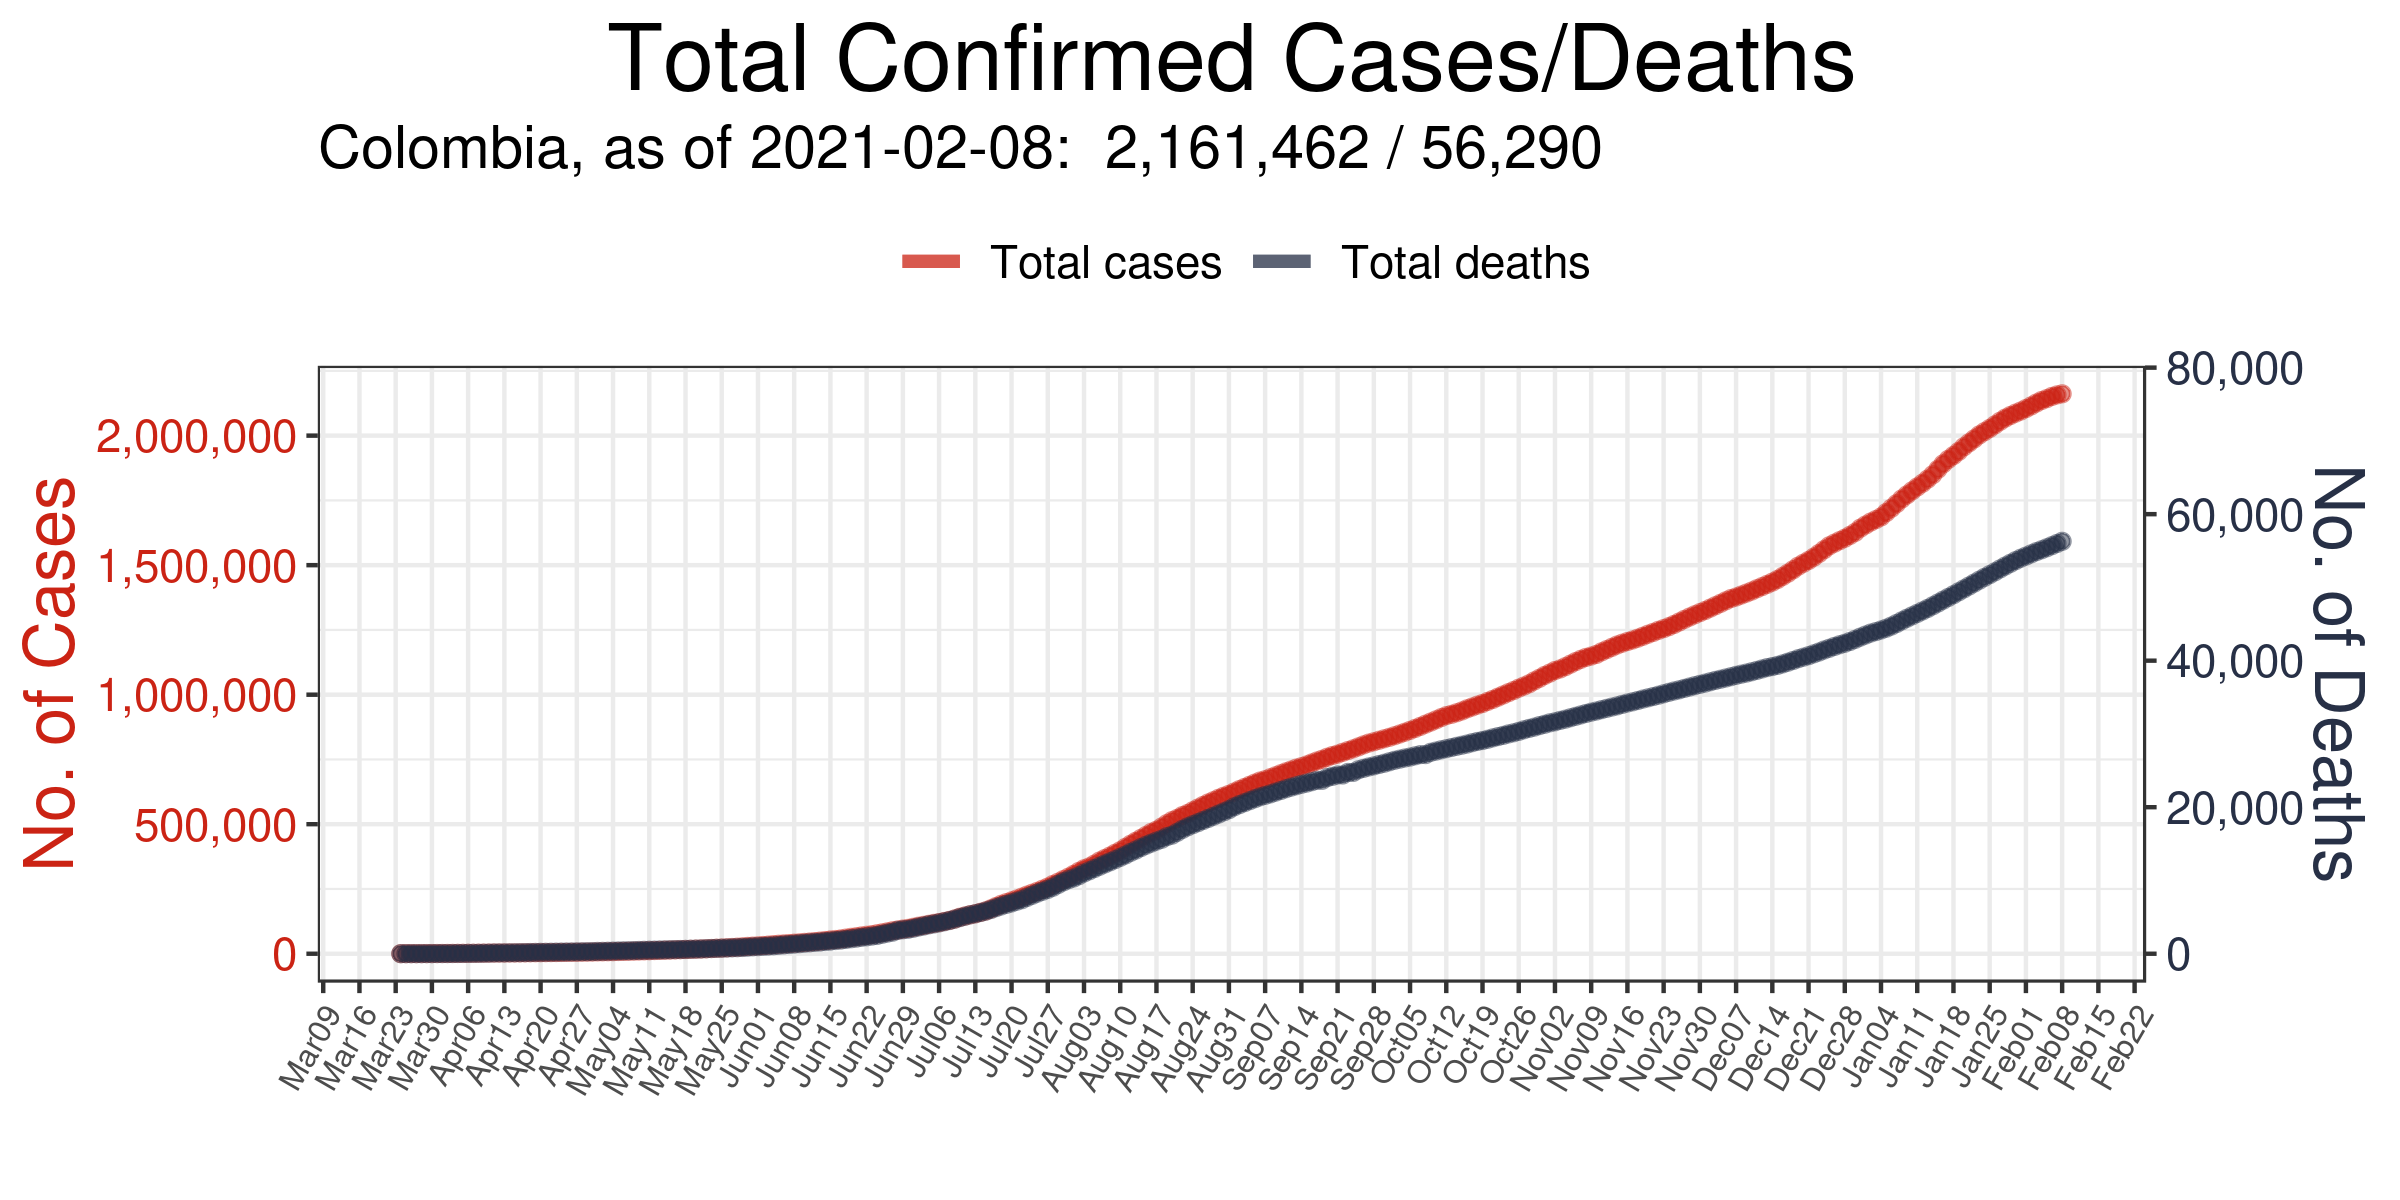 Total Confirmed Cases/Deaths
Colombia, as of 2021-02-08:  2,161,462 / 56,290
Total cases
Total deaths
No. of Cases
2,000,000
1,500,000
1,000,000
500,000
0
80,000
60,000
40,000
20,000
0
No. of Deaths
Mar09
Mar16
Mar23
Mar30
Apr06
Apr13
Apr20
Apr27
May04
May11
May18
May25
Jun01
Jun08
Jun15
Jun22
Jun29
Jul06
Jul13
Jul20
Jul27
Aug03
Aug10
Aug17
Aug24
Aug31
Sep07
Sep14
Sep21
Sep28
Oct05
Oct12
Oct19
Oct26
Nov02
Nov09
Nov16
Nov23
Nov30
Dec07
Dec14
Dec21
Dec28
Jan04
Jan11
Jan18
Jan25
Feb01
Feb08
Feb15
Feb22